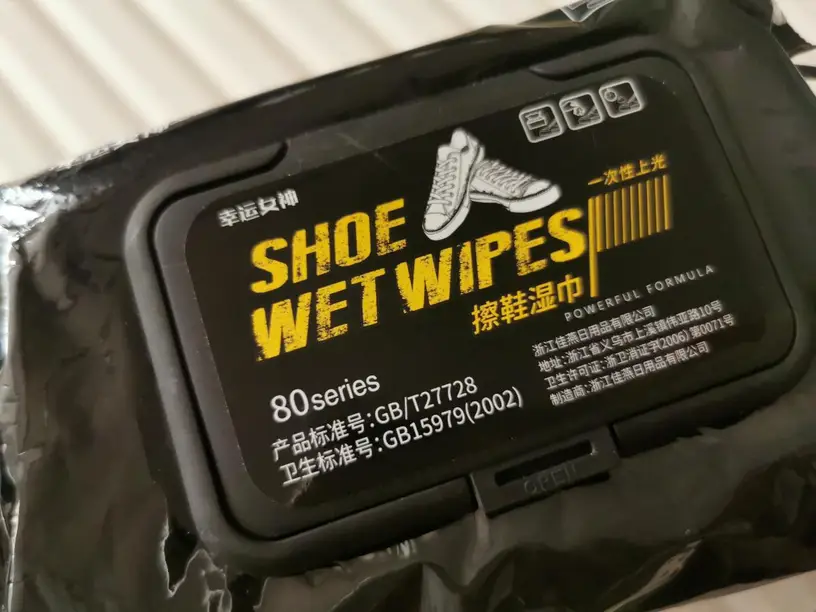 幸运女神
SHOE
WET WIPES
一次性上光
擦鞋湿巾
POWERFUL FORMULA
80series
产品标准号:GB/T27728
卫生标准号:GB15979(2002)
浙江佳燕日用品有限公司
地址:浙江省义乌市上溪镇伟亚路10号
卫生许可证:浙卫消证字(2006)第0071号
制造商:浙江佳燕日用品有限公司
OPEN